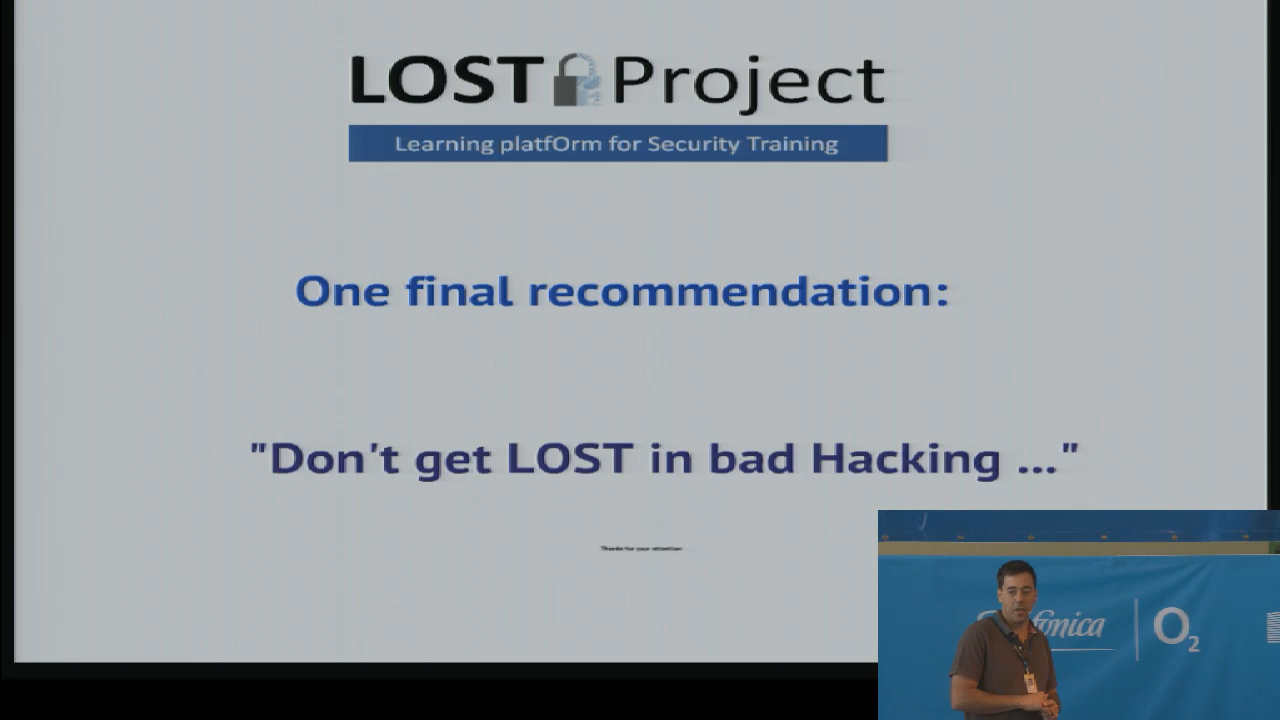 LOST Project
Learning platfOrm for Security Training
One final recommendation:
"Don't get LOST in bad Hacking ..."
Thanks for your attention
O2